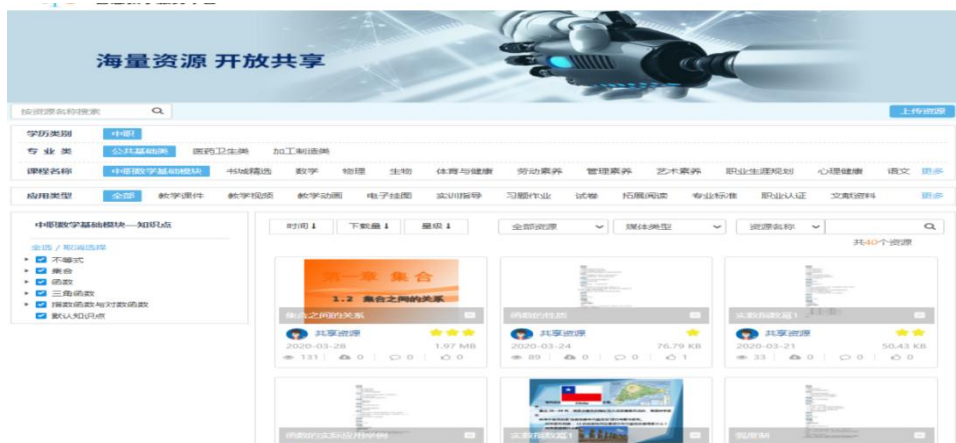 海量资源 开放共享
按资源名称搜索
上传资源
学历类别 中职
专 业 类 公共基础类 医药卫生类 加工制造类
课程名称 中职数学基础模块 书城精选 数学 物理 生物 体育与健康 劳动素养 管理素养 艺术素养 职业生涯规划 心理健康 语文 更多
应用类型 全部 教学课件 教学视频 教学动画 电子挂图 实训指导 习题作业 试卷 拓展阅读 专业标准 职业认证 文献资料 更多
中职数学基础模块—知识点
全选 / 取消选择
不等式
集合
函数
三角函数
指数函数与对数函数
默认知识点
时间↓ 下载量↓ 星级↓ 全部资源 媒体类型 资源名称
共40个资源
第一章 集合
1.2 集合之间的关系
集合之间的关系
共享资源
2020-03-28 1.97 MB
131 0 0 0
函数的性质
共享资源
2020-03-24 76.79 KB
89 0 0 1
实数指数幂1
共享资源
2020-03-21 50.43 KB
33 0 0 0
函数的实际应用举例
实数指数幂1
弧度制